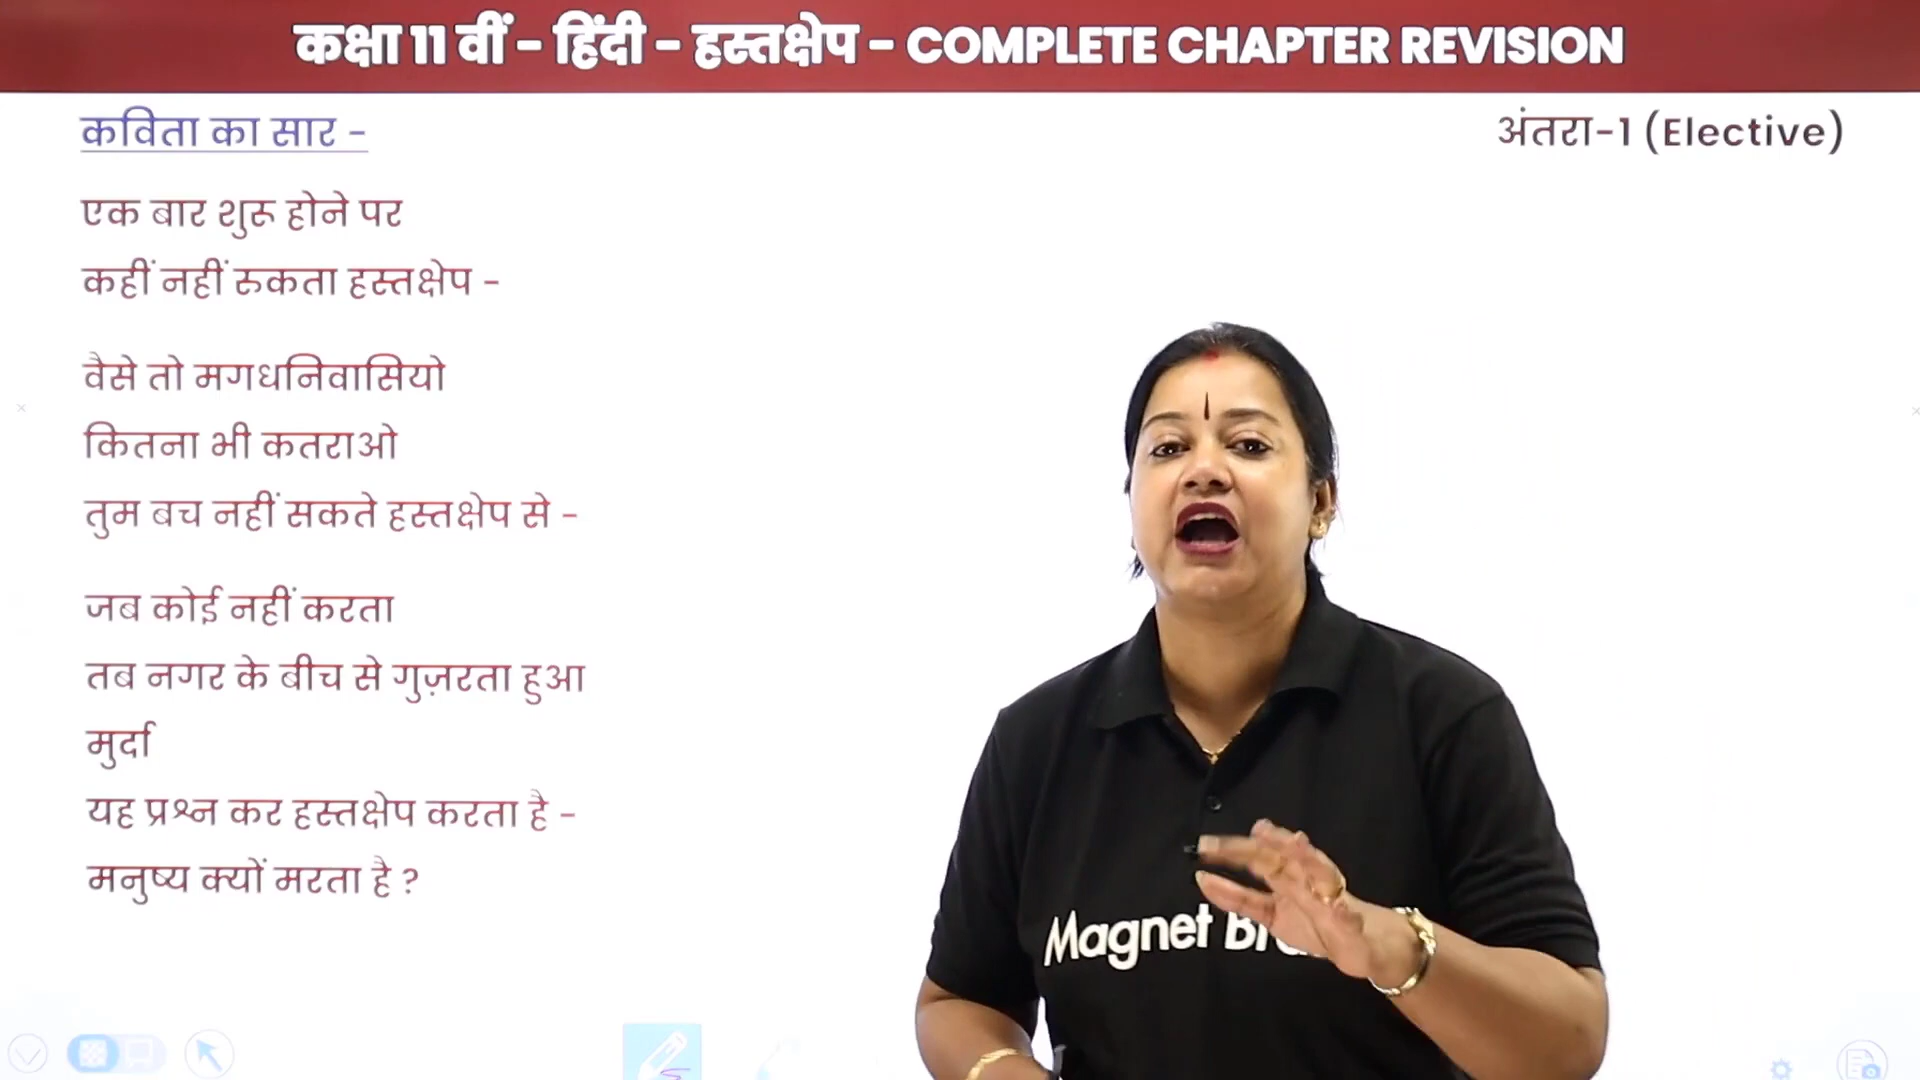 कक्षा 11 वीं - हिंदी - हस्तक्षेप - COMPLETE CHAPTER REVISION
कविता का सार -
अंतरा-1 (Elective)
एक बार शुरू होने पर
कहीं नहीं रुकता हस्तक्षेप -
वैसे तो मगधनिवासियो
कितना भी कतराओ
तुम बच नहीं सकते हस्तक्षेप से -
जब कोई नहीं करता
तब नगर के बीच से गुज़रता हुआ
मुर्दा
यह प्रश्न कर हस्तक्षेप करता है -
मनुष्य क्यों मरता है ?
Magnet